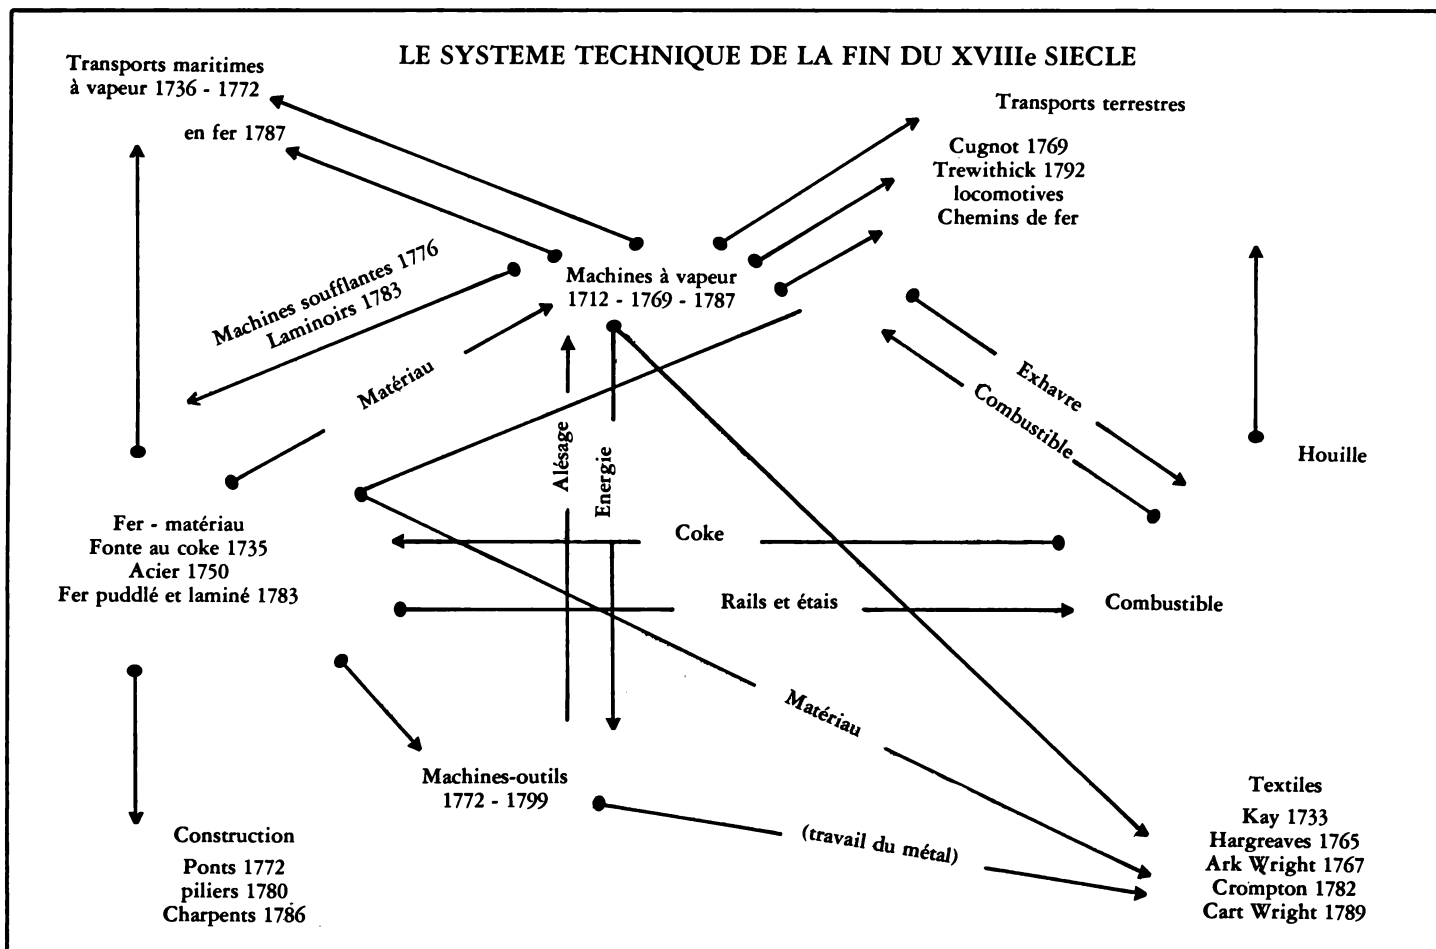 LE SYSTEME TECHNIQUE DE LA FIN DU XVIIIe SIECLE
Transports maritimes
à vapeur 1736 - 1772
en fer 1787
Transports terrestres
Cugnot 1769
Trewithick 1792
locomotives
Chemins de fer
Machines soufflantes 1776
Laminoirs 1783
Machines à vapeur
1712 - 1769 - 1787
Matériau
Exhavre
Combustible
Houille
Alésage
Energie
Fer - matériau
Fonte au coke 1735
Acier 1750
Fer puddlé et laminé 1783
Coke
Rails et étais
Combustible
Matériau
Machines-outils
1772 - 1799
(travail du métal)
Construction
Ponts 1772
piliers 1780
Charpents 1786
Textiles
Kay 1733
Hargreaves 1765
Ark Wright 1767
Crompton 1782
Cart Wright 1789